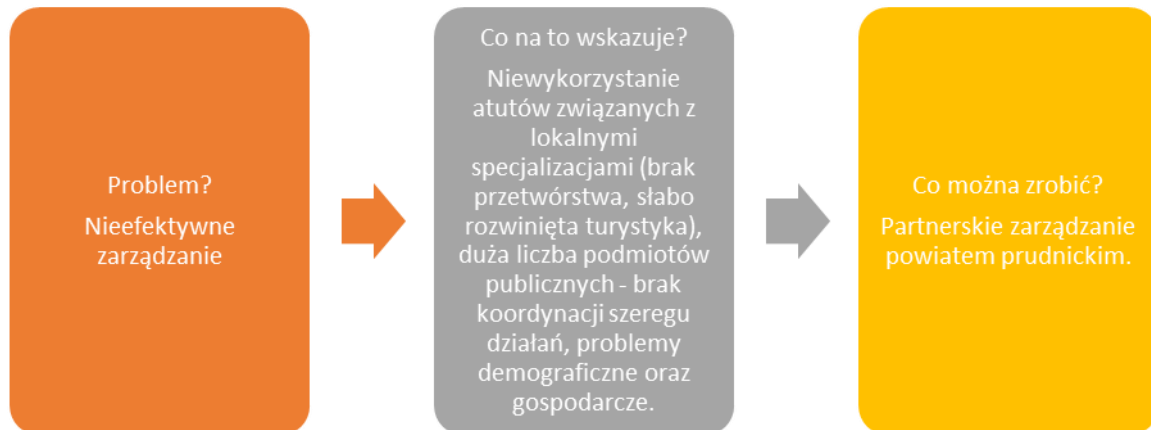 Problem?
Nieefektywne
zarządzanie
Co na to wskazuje?
Niewykorzystanie
atutów związanych z
lokalnymi
specjalizacjami (brak
przetwórstwa, słabo
rozwinięta turystyka),
duża liczba podmiotów
publicznych - brak
koordynacji szeregu
działań, problemy
demograficzne oraz
gospodarcze.
Co można zrobić?
Partnerskie zarządzanie
powiatem prudnickim.